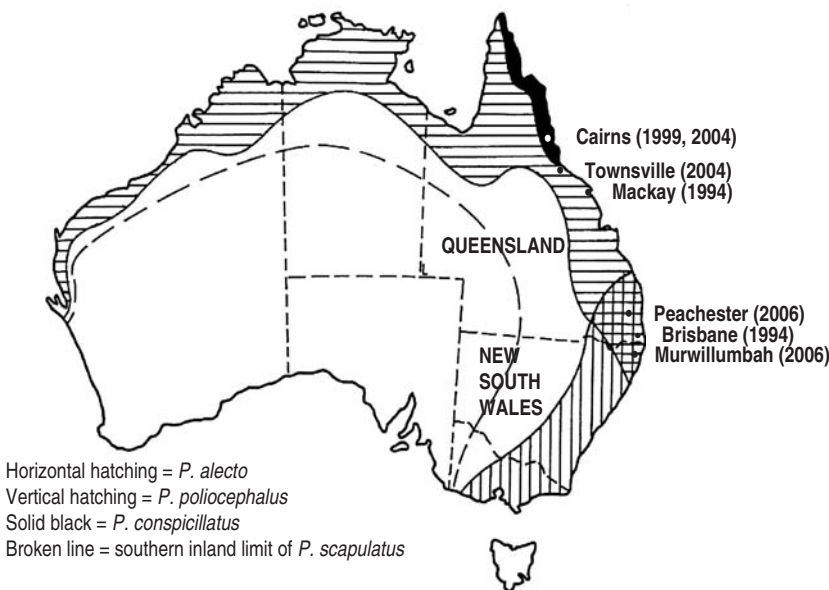 Cairns (1999, 2004)
Townsville (2004)
Mackay (1994)
QUEENSLAND
Peachester (2006)
Brisbane (1994)
Murwillumbah (2006)
NEW
SOUTH
WALES
Horizontal hatching = P. alecto
Vertical hatching = P. poliocephalus
Solid black = P. conspicillatus
Broken line = southern inland limit of P. scapulatus